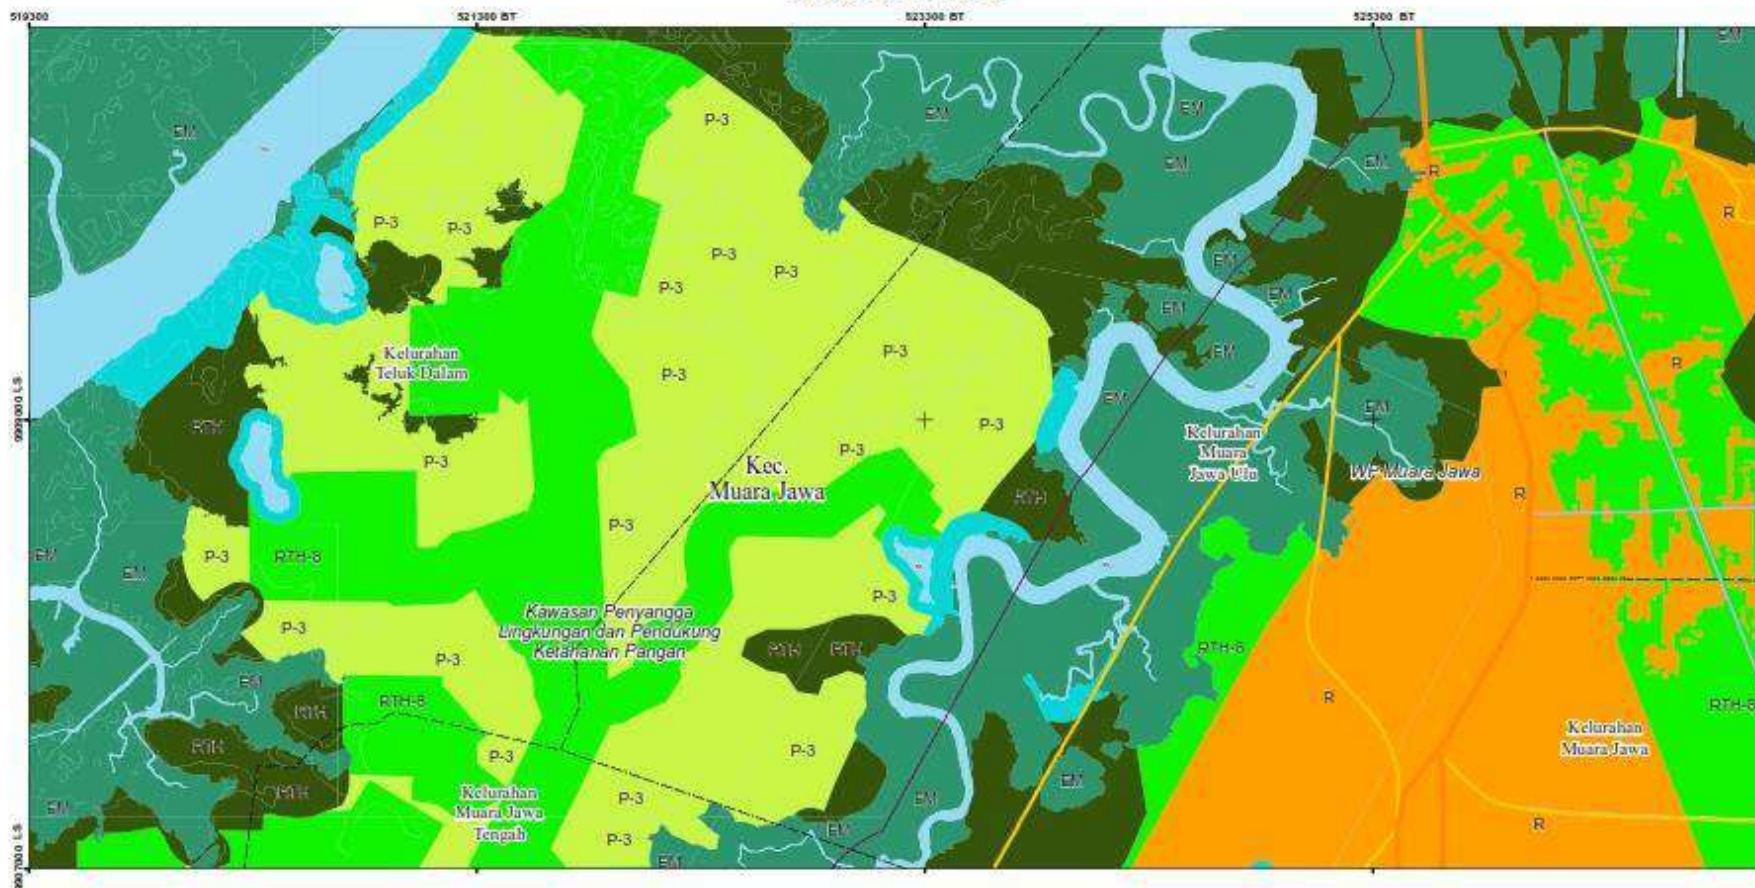 519300
521300 BT
523300 BT
525300 BT
EM
EM
EM
EM
EM
P-3
R
P-3
P-3
R
P-3
P-3
P-3
EM
EM
EM
P-3
EM
Kelurahan
Teluk Dalam
P-3
R
EM
EM
RTH
P-3
P-3
Kelurahan
Muara
Jawa Ulu
P-3
Kec.
Muara Jawa
WP Muara Jawa
RTH
R
P-3
EM
P-3
RTH-8
EM
P-3
Kawasan Penyangga
Lingkungan dan Pendukung
Ketahanan Pangan
P-3
P-3
RTH
RTH
RTH-8
EM
RTH-8
R
RTH-8
RTH
RTH
P-3
P-3
Kelurahan
Muara Jawa
EM
RTH
Kelurahan
Muara Jawa
Tengah
P-3
EM
EM
P-3
EM
R
EM